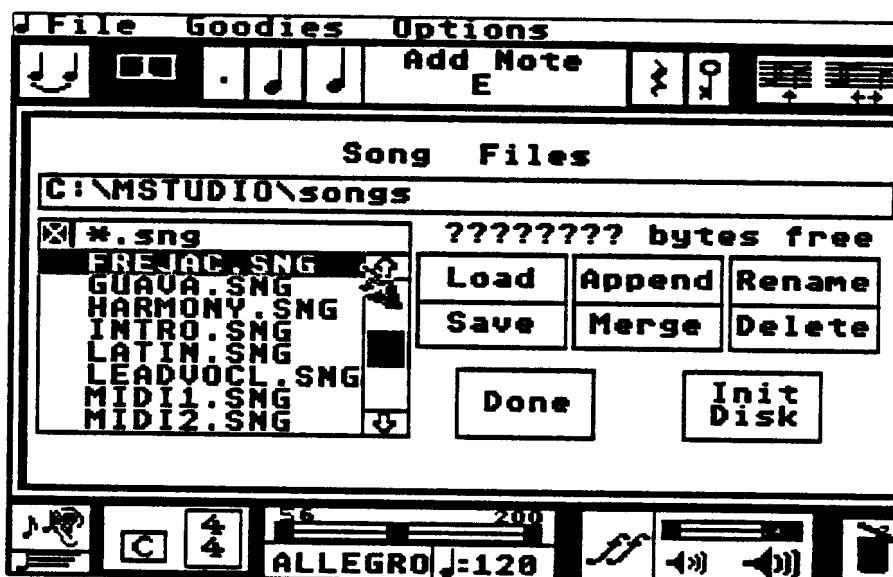 File Goodies Options
Add Note
E
Song Files
C:\MSTUDIO\songs
*.sng
???????? bytes free
FREJAC.SNG
GUAVA.SNG
HARMONY.SNG
INTRO.SNG
LATIN.SNG
LEADVOCL.SNG
MIDI1.SNG
MIDI2.SNG
Load Append Rename
Save Merge Delete
Done
Init
Disk
C
4
4
56 200
ALLEGRO ♩=120
ff